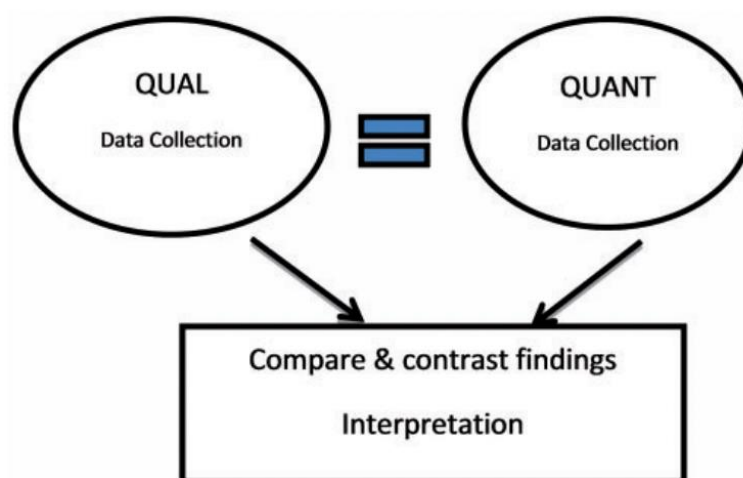 QUAL
Data Collection
QUANT
Data Collection
Compare & contrast findings
Interpretation